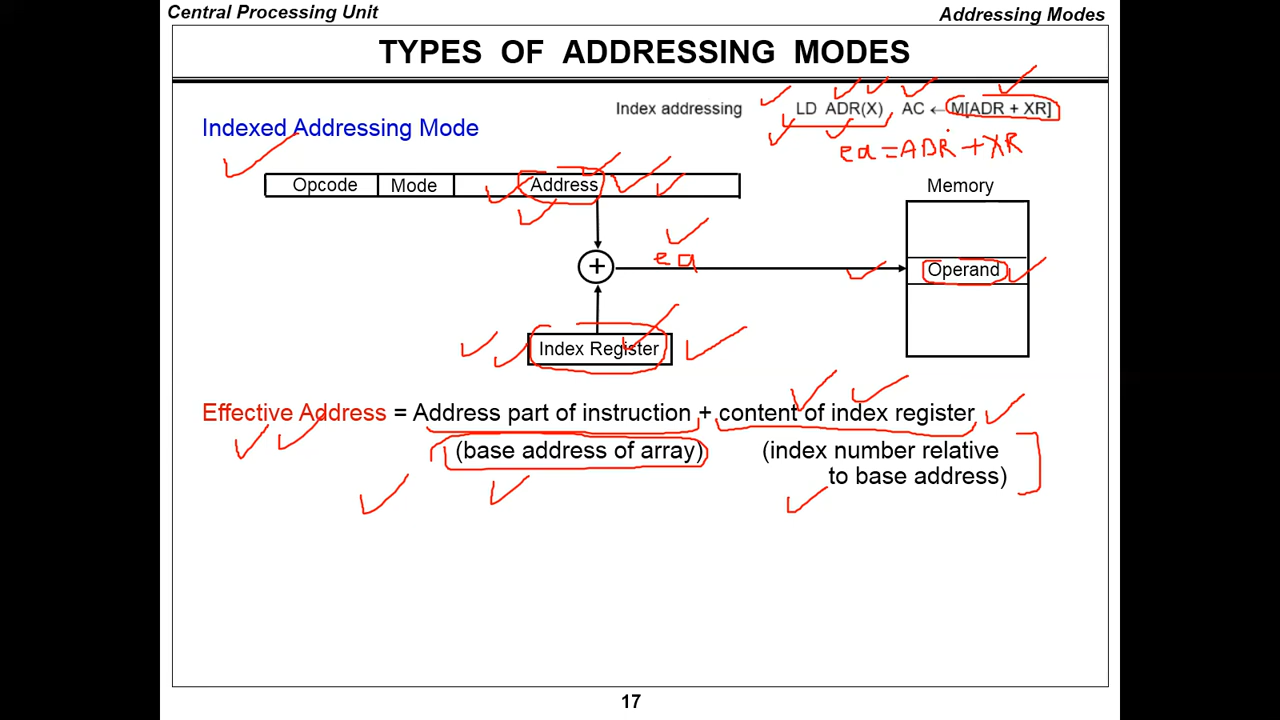 Central Processing Unit
Addressing Modes
TYPES OF ADDRESSING MODES
Index addressing LD ADR(X) AC ← M[ADR + XR]
Indexed Addressing Mode
ea = ADR + XR
Opcode Mode Address
Memory
ea
+
Operand
Index Register
Effective Address = Address part of instruction + content of index register
(base address of array) (index number relative
to base address)
17